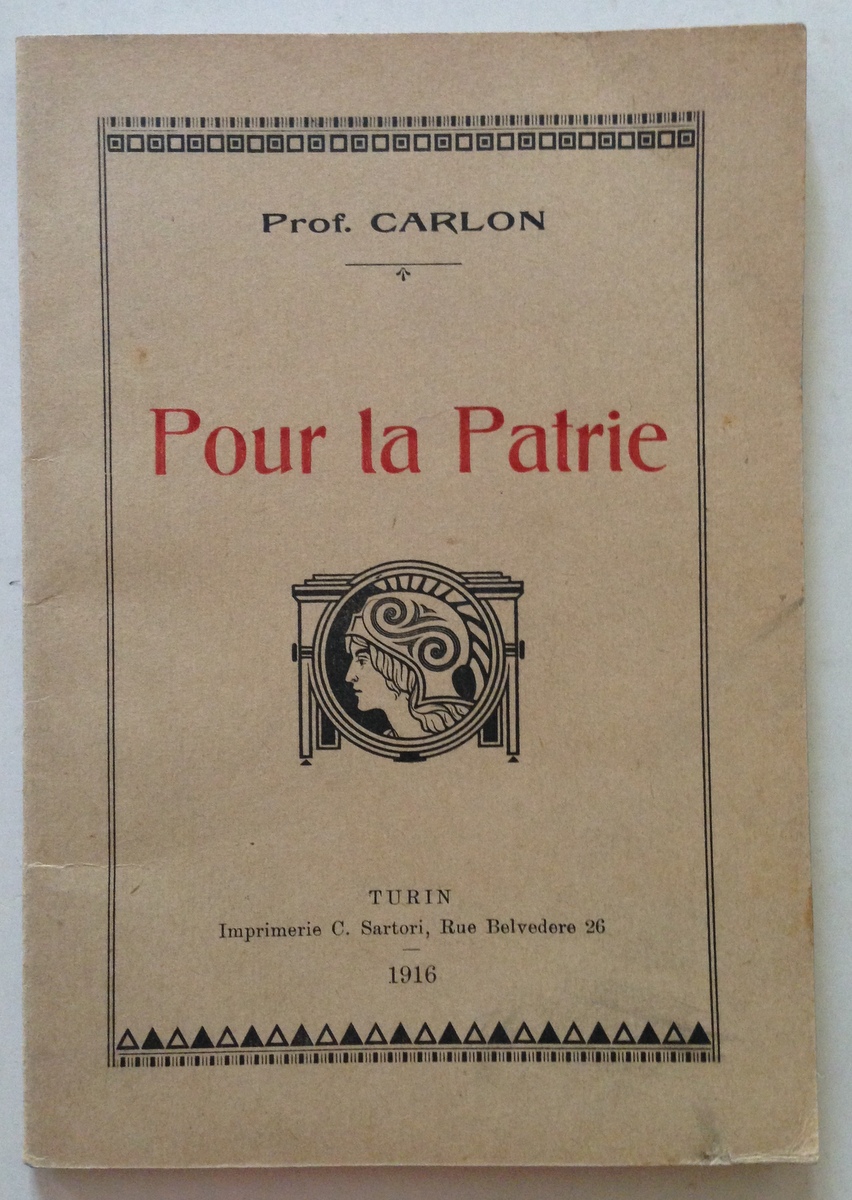 Prof. CARLON
Pour la Patrie
TURIN
Imprimerie C. Sartori, Rue Belvedere 26
1916